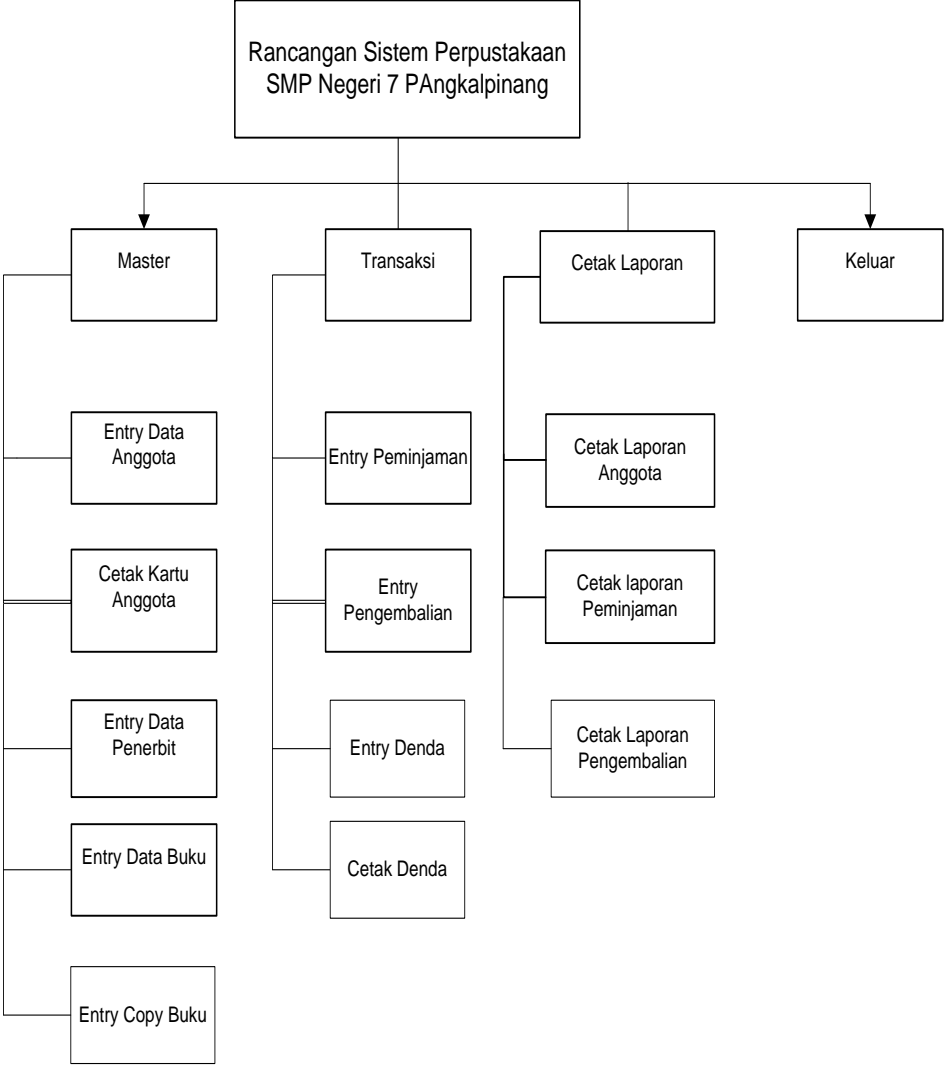 Rancangan Sistem Perpustakaan
SMP Negeri 7 PAngkalpinang
Master
Transaksi
Cetak Laporan
Keluar
Entry Data
Anggota
Entry Peminjaman
Cetak Laporan
Anggota
Cetak Kartu
Anggota
Entry
Pengembalian
Cetak laporan
Peminjaman
Entry Data
Penerbit
Entry Denda
Cetak Laporan
Pengembalian
Entry Data Buku
Cetak Denda
Entry Copy Buku